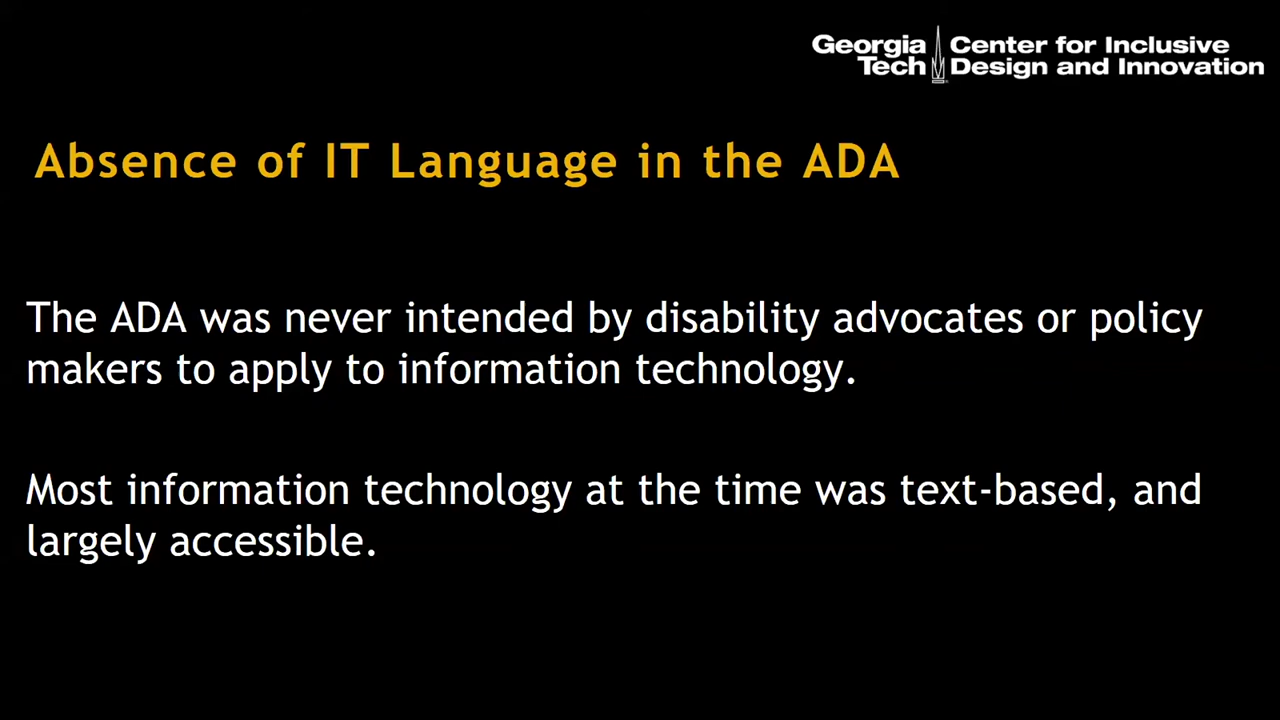 Georgia Tech Center for Inclusive Design and Innovation
Absence of IT Language in the ADA
The ADA was never intended by disability advocates or policy
makers to apply to information technology.
Most information technology at the time was text-based, and
largely accessible.